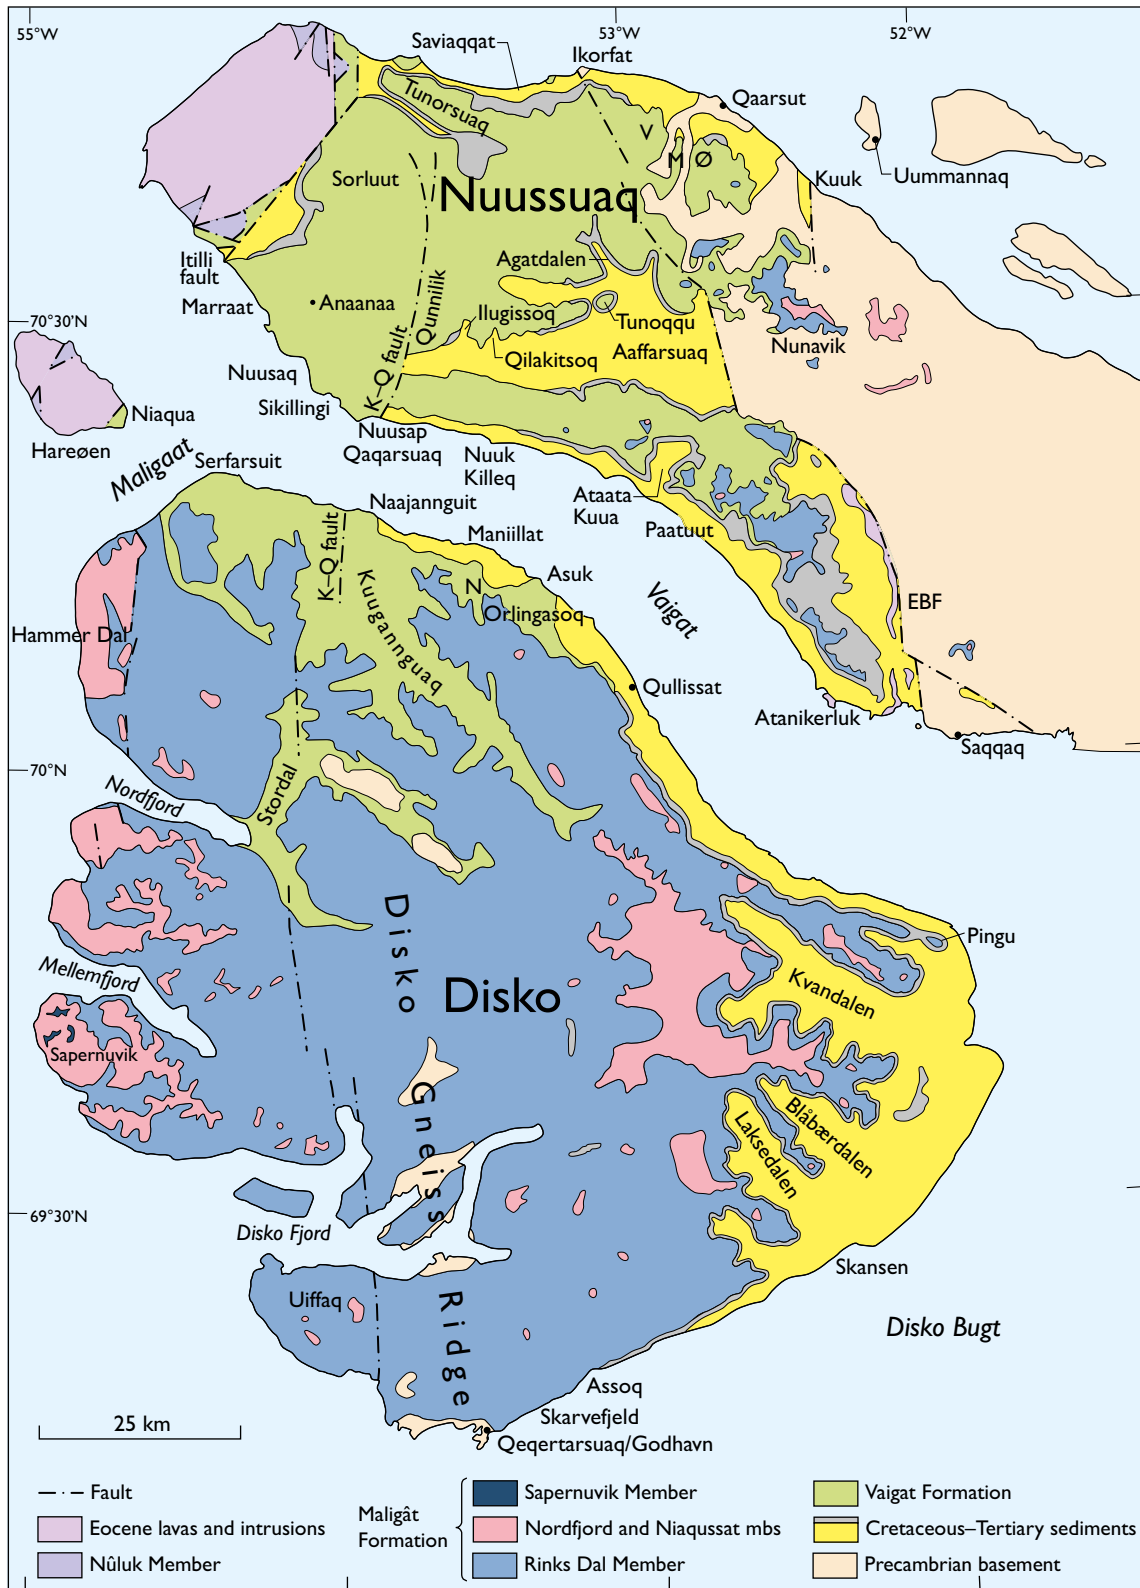 55°W
53°W
52°W
Saviaqqat
Ikorfat
Qaarsut
Tunorsuaq
V
M Ø
Uummannaq
Kuuk
Sorluut
Nuussuaq
Itilli
fault
Agatdalen
Marraat
Anaanaa
Qunnilik
Ilugissoq
Tunoqqu
70°30'N
K–Q fault
Qilakitsoq
Aaffarsuaq
Nunavik
Nuusaq
Sikillingi
Niaqua
Hareøen
Nuusap
Qaqarsuaq
Nuuk
Killeq
Maligaat
Serfarsuit
Ataata
Kuua
Naajannguit
Paatuut
Maniillat
K–Q fault
Asuk
N
Vaigat
EBF
Orlingasoq
Kuugannguaq
Hammer Dal
Qullissat
Atanikerluk
Saqqaq
70°N
Nordfjord
Stordal
Disko
Gneiss
Ridge
Pingu
Mellemfjord
Kvandalen
Disko
Sapernuvik
Blåbærdalen
Laksedalen
69°30'N
Disko Fjord
Skansen
Uiffaq
Disko Bugt
Assoq
Skarvefjeld
Qeqertarsuaq/Godhavn
25 km
Fault
Eocene lavas and intrusions
Nûluk Member
Maligât
Formation
Sapernuvik Member
Nordfjord and Niaqussat mbs
Rinks Dal Member
Vaigat Formation
Cretaceous–Tertiary sediments
Precambrian basement